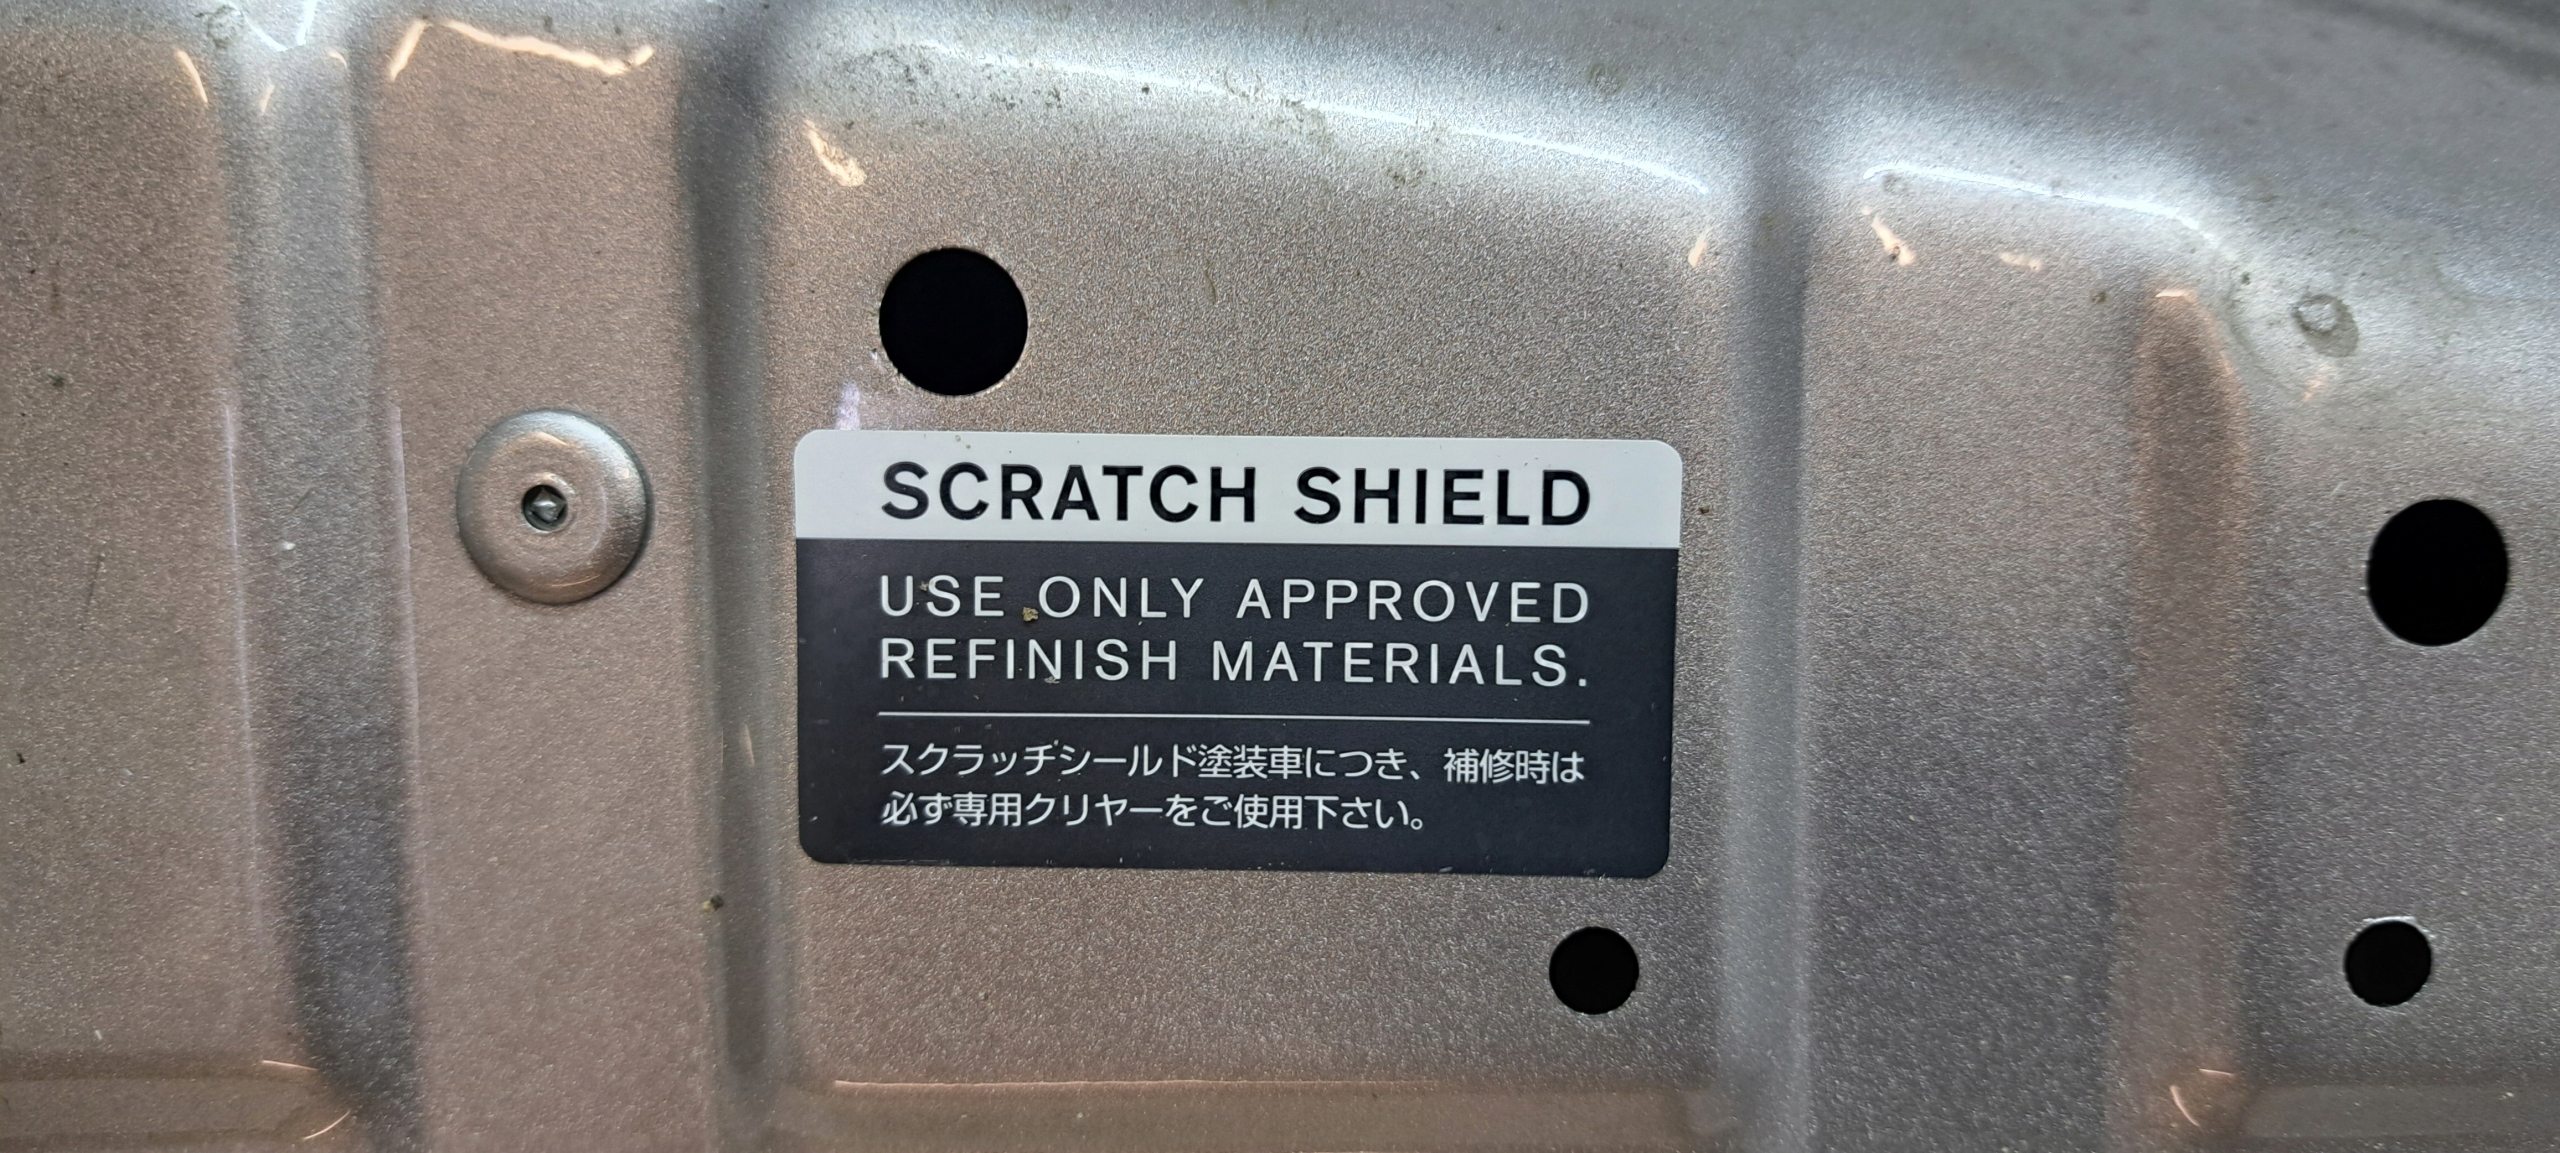 SCRATCH SHIELD
USE ONLY APPROVED
REFINISH MATERIALS.
スクラッチシールド塗装車につき、補修時は
必ず専用クリヤーをご使用下さい。